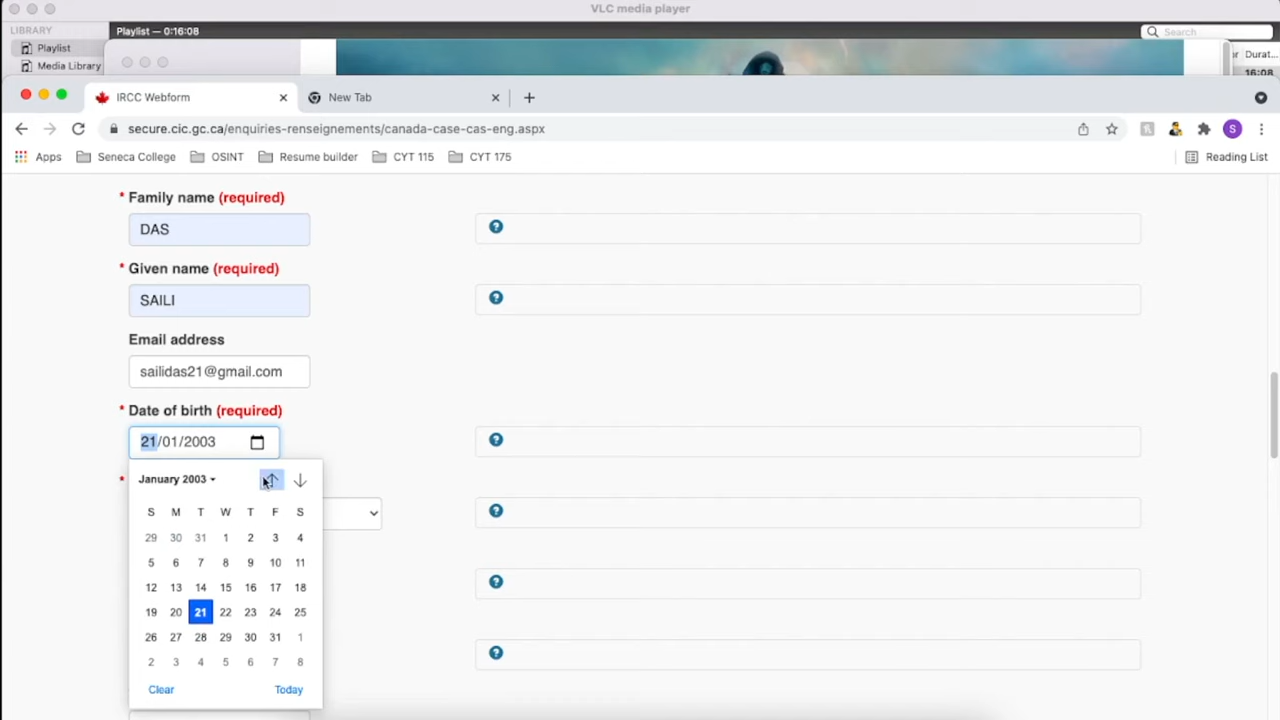 VLC media player
LIBRARY
Playlist — 0:16:08
Search
Playlist
Media Library
or Durat...
16:08
IRCC Webform
New Tab
secure.cic.gc.ca/enquiries-renseignements/canada-case-cas-eng.aspx
S
Apps Seneca College OSINT Resume builder CYT 115 CYT 175 Reading List
* Family name (required)
DAS
* Given name (required)
SAILI
Email address
sailidas21@gmail.com
* Date of birth (required)
21/01/2003
*
January 2003
S M T W T F S
29 30 31 1 2 3 4
5 6 7 8 9 10 11
12 13 14 15 16 17 18
19 20 21 22 23 24 25
26 27 28 29 30 31 1
2 3 4 5 6 7 8
Clear Today